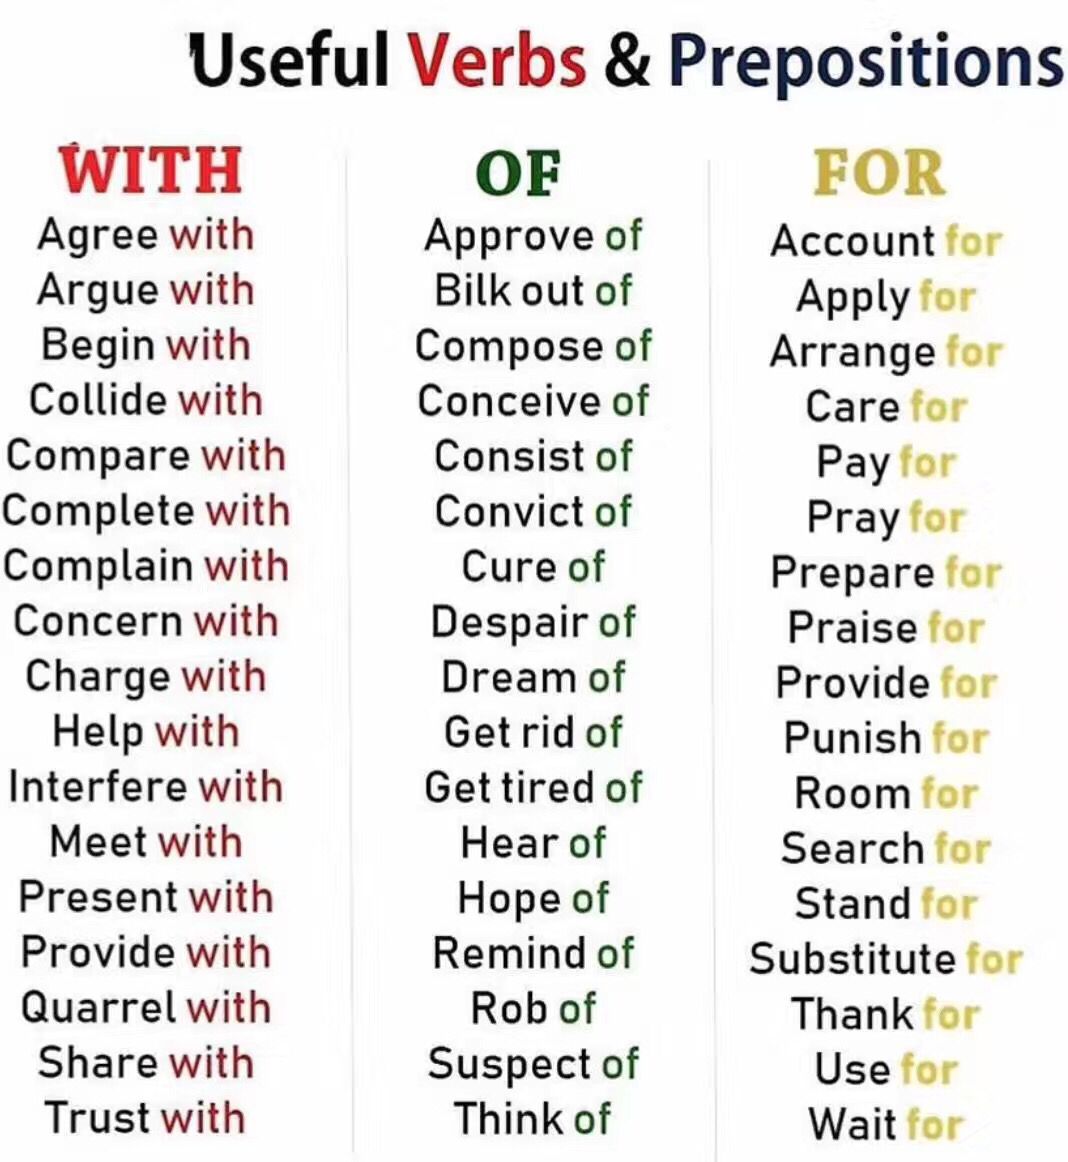 Useful Verbs & Prepositions
WITH
Agree with
Argue with
Begin with
Collide with
Compare with
Complete with
Complain with
Concern with
Charge with
Help with
Interfere with
Meet with
Present with
Provide with
Quarrel with
Share with
Trust with
OF
Approve of
Bilk out of
Compose of
Conceive of
Consist of
Convict of
Cure of
Despair of
Dream of
Get rid of
Get tired of
Hear of
Hope of
Remind of
Rob of
Suspect of
Think of
FOR
Account for
Apply for
Arrange for
Care for
Pay for
Pray for
Prepare for
Praise for
Provide for
Punish for
Room for
Search for
Stand for
Substitute for
Thank for
Use for
Wait for